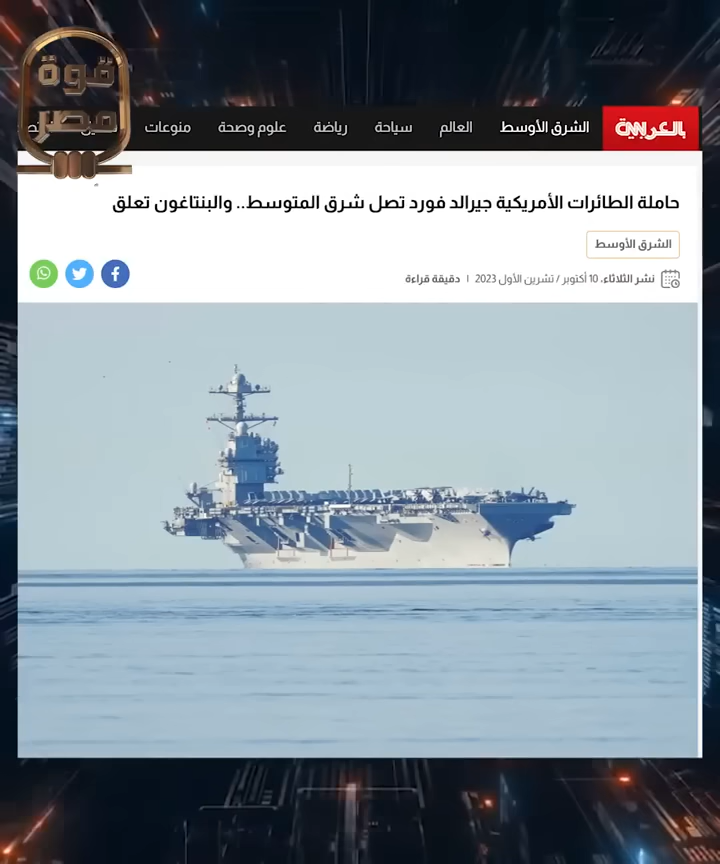 قوة
مصر
CNN بالعربية
الشرق الأوسط
العالم
سياحة
رياضة
علوم وصحة
منوعات
حاملة الطائرات الأمريكية جيرالد فورد تصل شرق المتوسط.. والبنتاغون تعلق
الشرق الأوسط
نشر الثلاثاء، 10 أكتوبر / تشرين الأول 2023 | دقيقة قراءة